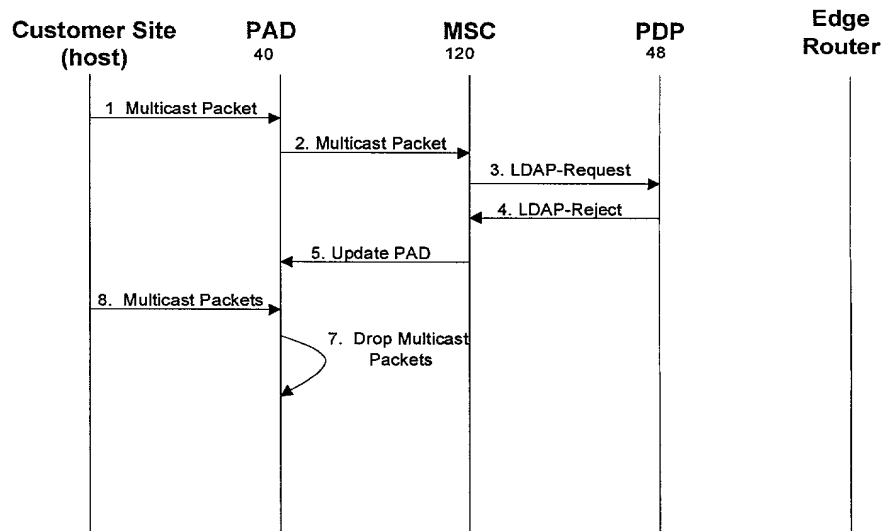 Customer Site
(host)
PAD
40
MSC
120
PDP
48
Edge
Router
1 Multicast Packet
2. Multicast Packet
3. LDAP-Request
4. LDAP-Reject
5. Update PAD
8. Multicast Packets
7. Drop Multicast
Packets